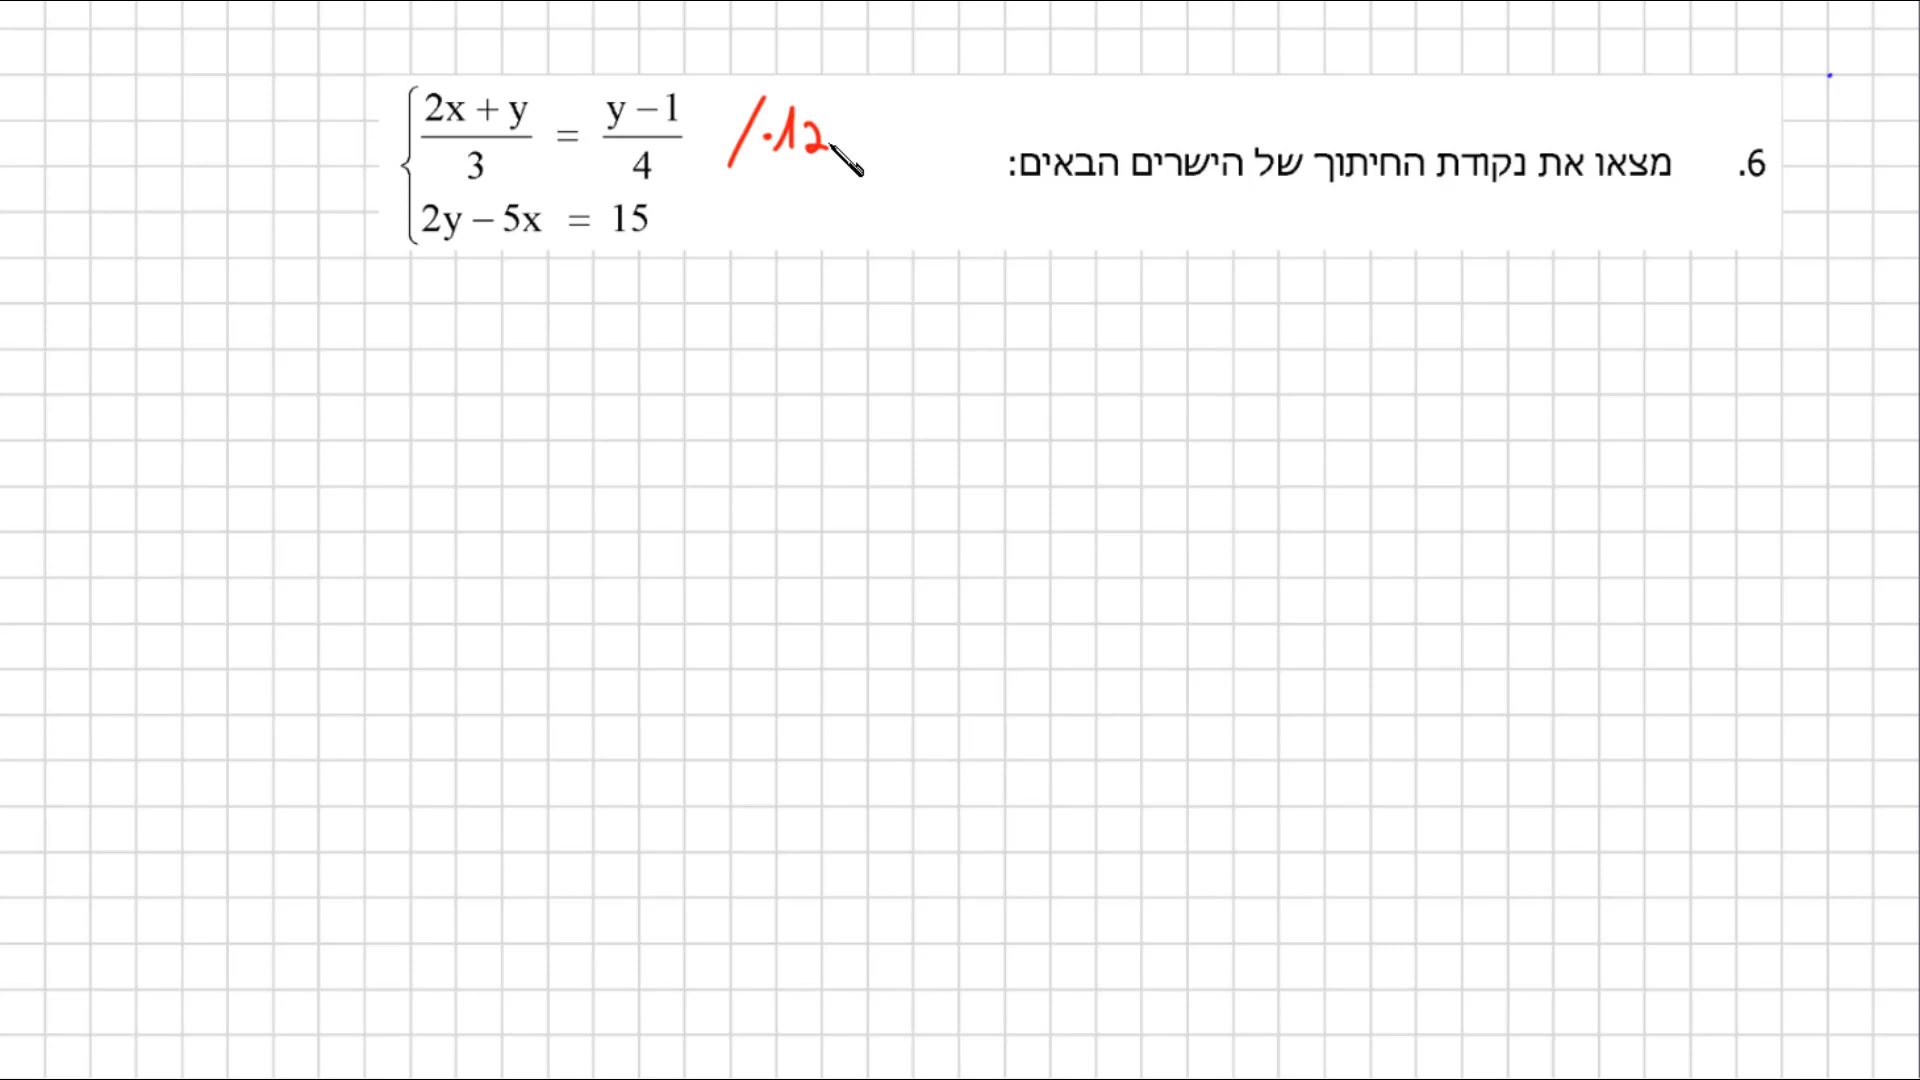 6. מצאו את נקודת החיתוך של הישרים הבאים:
(2x + y)/3 = (y − 1)/4 /·12
2y − 5x = 15